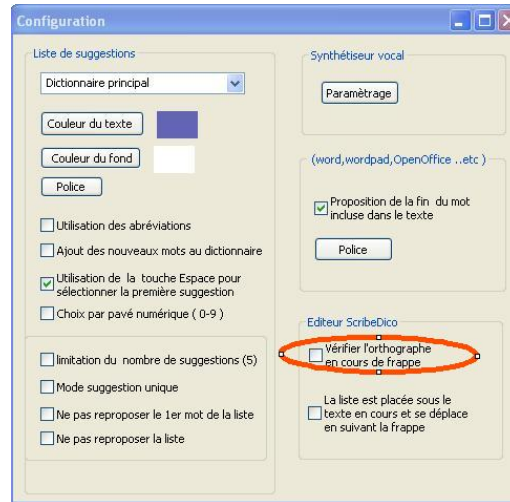 Configuration
Liste de suggestions
Dictionnaire principal
Couleur du texte
Couleur du fond
Police
Utilisation des abréviations
Ajout des nouveaux mots au dictionnaire
Utilisation de la touche Espace pour
sélectionner la première suggestion
Choix par pavé numérique ( 0-9 )
limitation du nombre de suggestions (5)
Mode suggestion unique
Ne pas reproposer le 1er mot de la liste
Ne pas reproposer la liste
Synthétiseur vocal
Paramètrage
(word,wordpad,OpenOffice ..etc )
Proposition de la fin du mot
incluse dans le texte
Police
Editeur ScribeDico
Vérifier l'orthographe
en cours de frappe
La liste est placée sous le
texte en cours et se déplace
en suivant la frappe